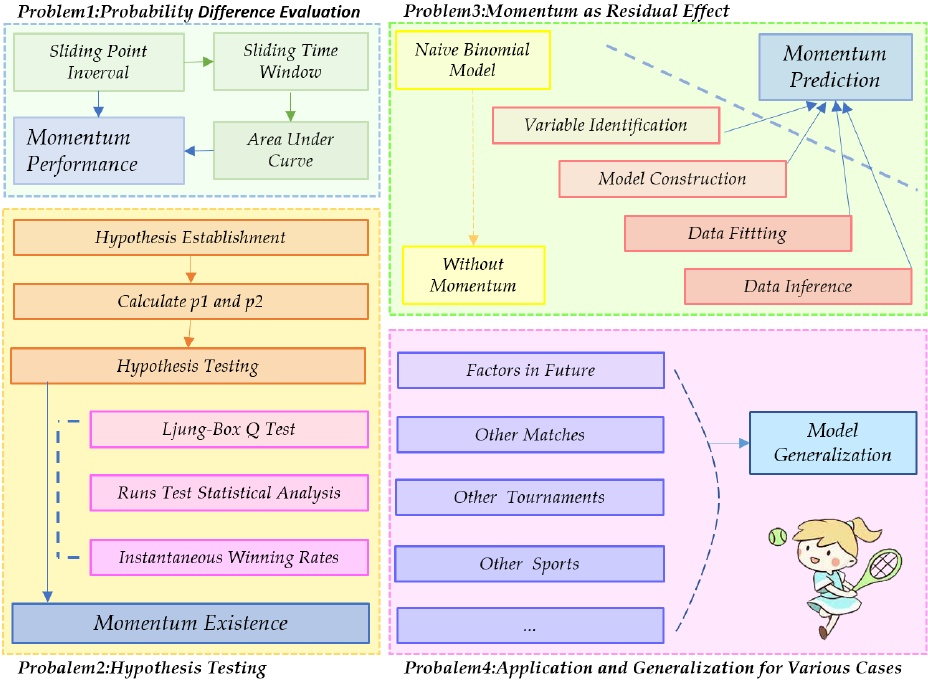 Problem1:Probability Difference Evaluation
Sliding Point
Inverval
Sliding Time
Window
Momentum
Performance
Area Under
Curve
Hypothesis Establishment
Calculate p1 and p2
Hypothesis Testing
Ljung-Box Q Test
Runs Test Statistical Analysis
Instantaneous Winning Rates
Momentum Existence
Probalem2:Hypothesis Testing
Problem3:Momentum as Residual Effect
Naive Binomial
Model
Momentum
Prediction
Variable Identification
Model Construction
Data Fittting
Without
Momentum
Data Inference
Factors in Future
Other Matches
Other Tournaments
Other Sports
...
Model
Generalization
Probalem4:Application and Generalization for Various Cases